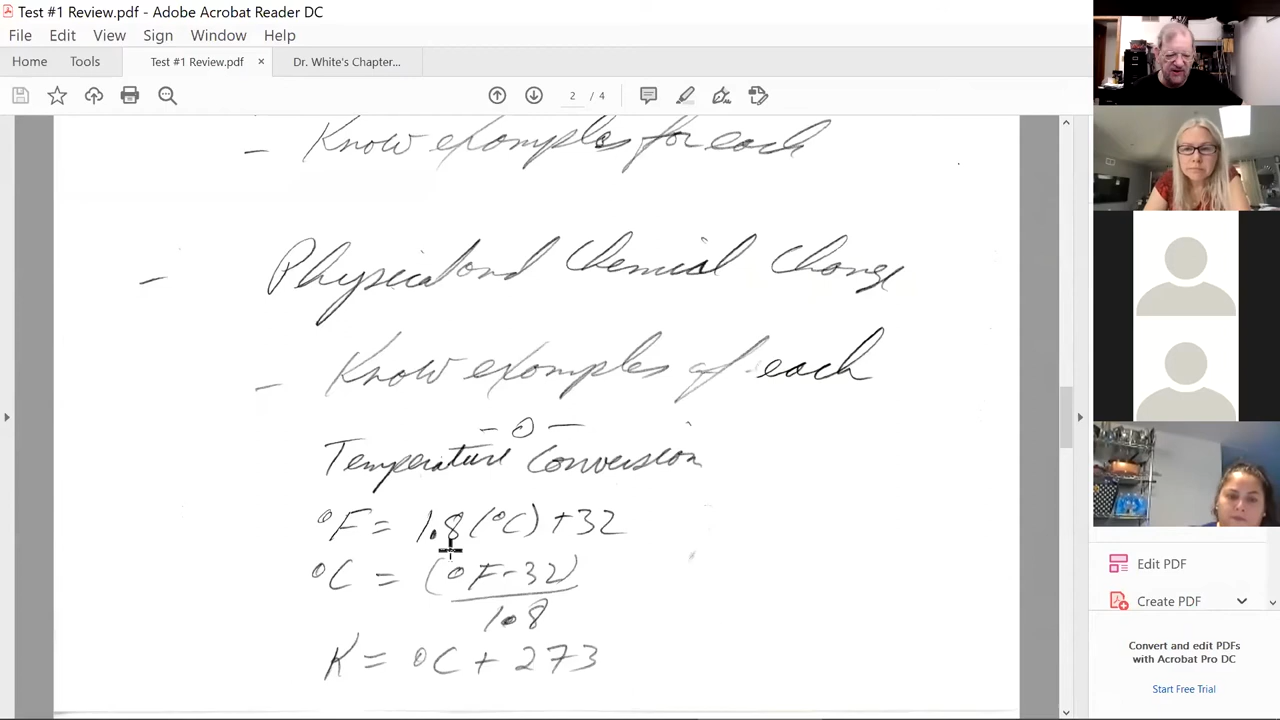 Test #1 Review.pdf - Adobe Acrobat Reader DC
File Edit View Sign Window Help
Home Tools Test #1 Review.pdf × Dr. White's Chapter...
2 / 4
- Know examples for each
- Physical and Chemical Change
- Know examples of each
- 0 -
Temperature Conversion
°F = 1.8 (°C) + 32
°C = (°F - 32)
1.8
K = °C + 273
Edit PDF
Create PDF
Convert and edit PDFs
with Acrobat Pro DC
Start Free Trial